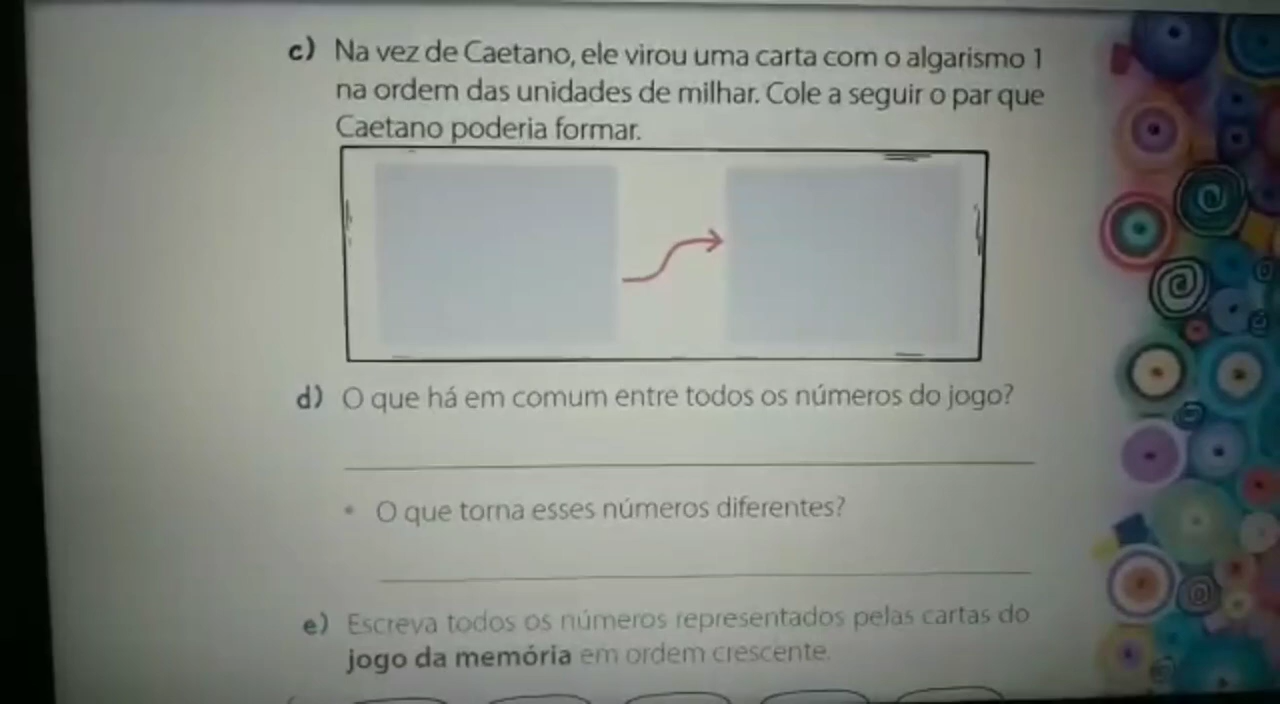 c) Na vez de Caetano, ele virou uma carta com o algarismo 1
na ordem das unidades de milhar. Cole a seguir o par que
Caetano poderia formar.
d) O que há em comum entre todos os números do jogo?
• O que torna esses números diferentes?
e) Escreva todos os números representados pelas cartas do
jogo da memória em ordem crescente.